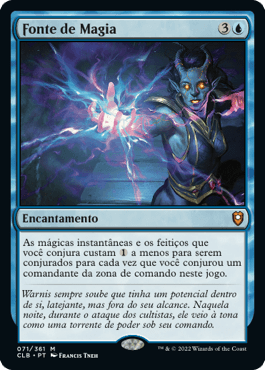 Fonte de Magia 3
As mágicas instantâneas e os feitiços que
você conjura custam 1 a menos para serem
conjurados para cada vez que você conjurou um
comandante da zona de comando neste jogo.
Warnis sempre soube que tinha um potencial dentro
de si, latejante, mas fora do seu alcance. Naquela
noite, durante o ataque dos cultistas, ele veio à tona
como uma torrente de poder sob seu comando.
Encantamento
071/361 M
CLB • PT FRANCIS TNEH
™ & © 2022 Wizards of the Coast